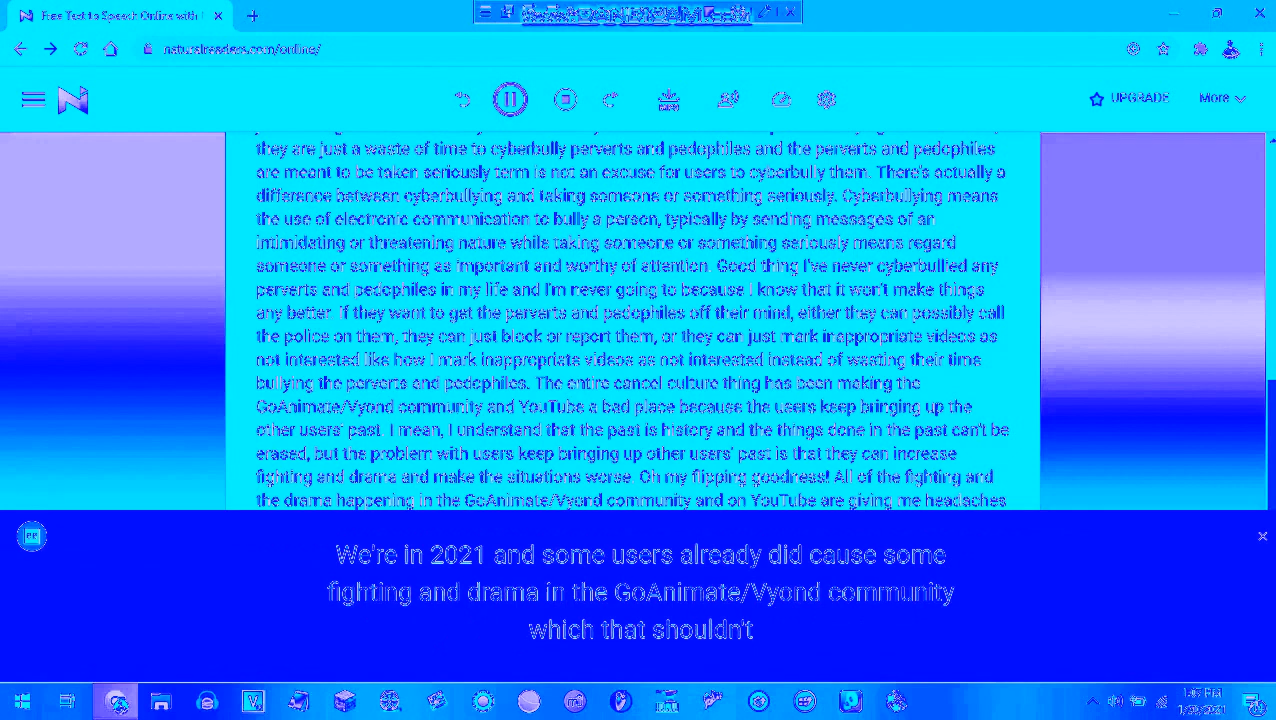 Free Text to Speech Online with
naturalreaders.com/online/
UPGRADE
More
they are just a waste of time to cyberbully perverts and pedophiles and the perverts and pedophiles
are meant to be taken seriously term is not an excuse for users to cyberbully them. There's actually a
difference between cyberbullying and taking someone or something seriously. Cyberbullying means
the use of electronic communication to bully a person, typically by sending messages of an
intimidating or threatening nature while taking someone or something seriously means regard
someone or something as important and worthy of attention. Good thing I've never cyberbullied any
perverts and pedophiles in my life and I'm never going to because I know that it won't make things
any better. If they want to get the perverts and pedophiles off their mind, either they can possibly call
the police on them, they can just block or report them, or they can just mark inappropriate videos as
not interested like how I mark inappropriate videos as not interested instead of wasting their time
bullying the perverts and pedophiles. The entire cancel culture thing has been making the
GoAnimate/Vyond community and YouTube a bad place because the users keep bringing up the
other users' past. I mean, I understand that the past is history and the things done in the past can't be
erased, but the problem with users keep bringing up other users' past is that they can increase
fighting and drama and make the situations worse. Oh my flipping goodness! All of the fighting and
the drama happening in the GoAnimate/Vyond community and on YouTube are giving me headaches
We're in 2021 and some users already did cause some
fighting and drama in the GoAnimate/Vyond community
which that shouldn't